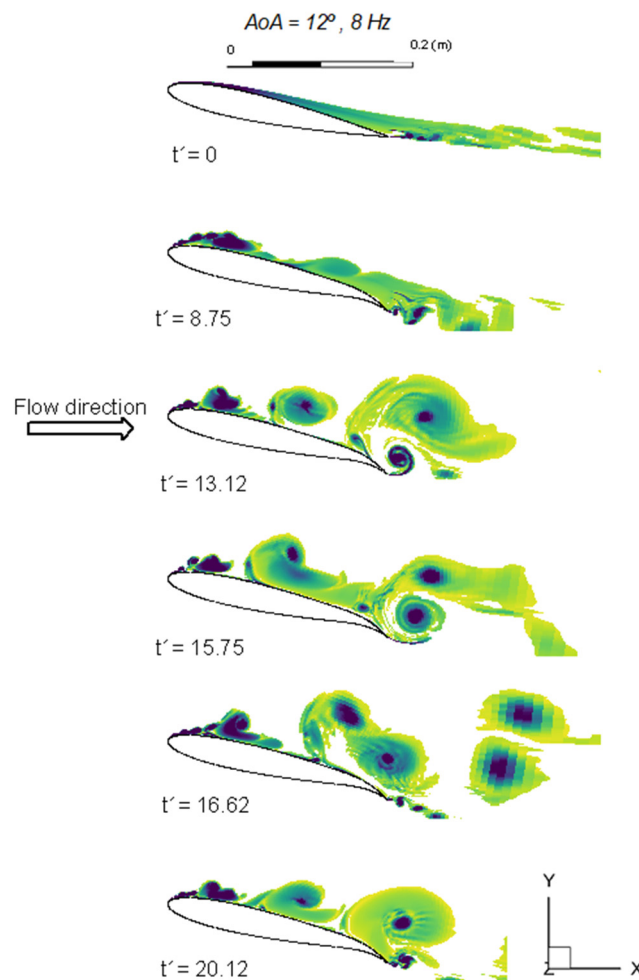 AoA = 12º , 8 Hz
0 0.2 (m)
t´= 0
t´ = 8.75
Flow direction
t´ = 13.12
t´ = 15.75
t´ = 16.62
Y
Z X
t´ = 20.12